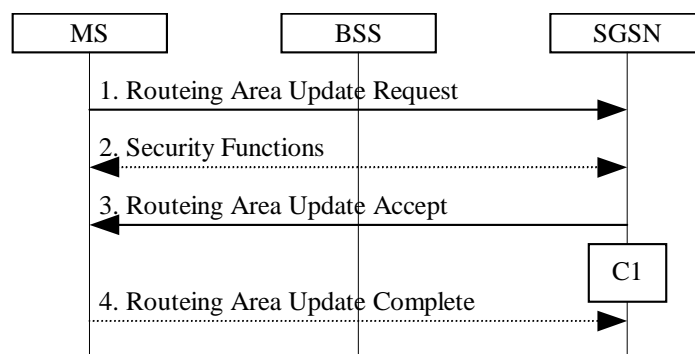 MS
BSS
SGSN
1. Routeing Area Update Request
2. Security Functions
3. Routeing Area Update Accept
C1
4. Routeing Area Update Complete